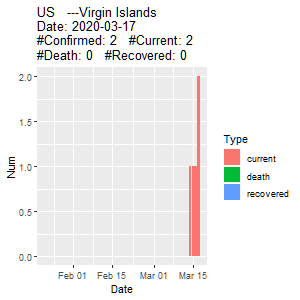 US   ---Virgin Islands
Date: 2020-03-17
#Confirmed: 2   #Current: 2
#Death: 0   #Recovered: 0
2.0
1.5
1.0
0.5
0.0
Num
Feb 01
Feb 15
Mar 01
Mar 15
Date
Type
current
death
recovered